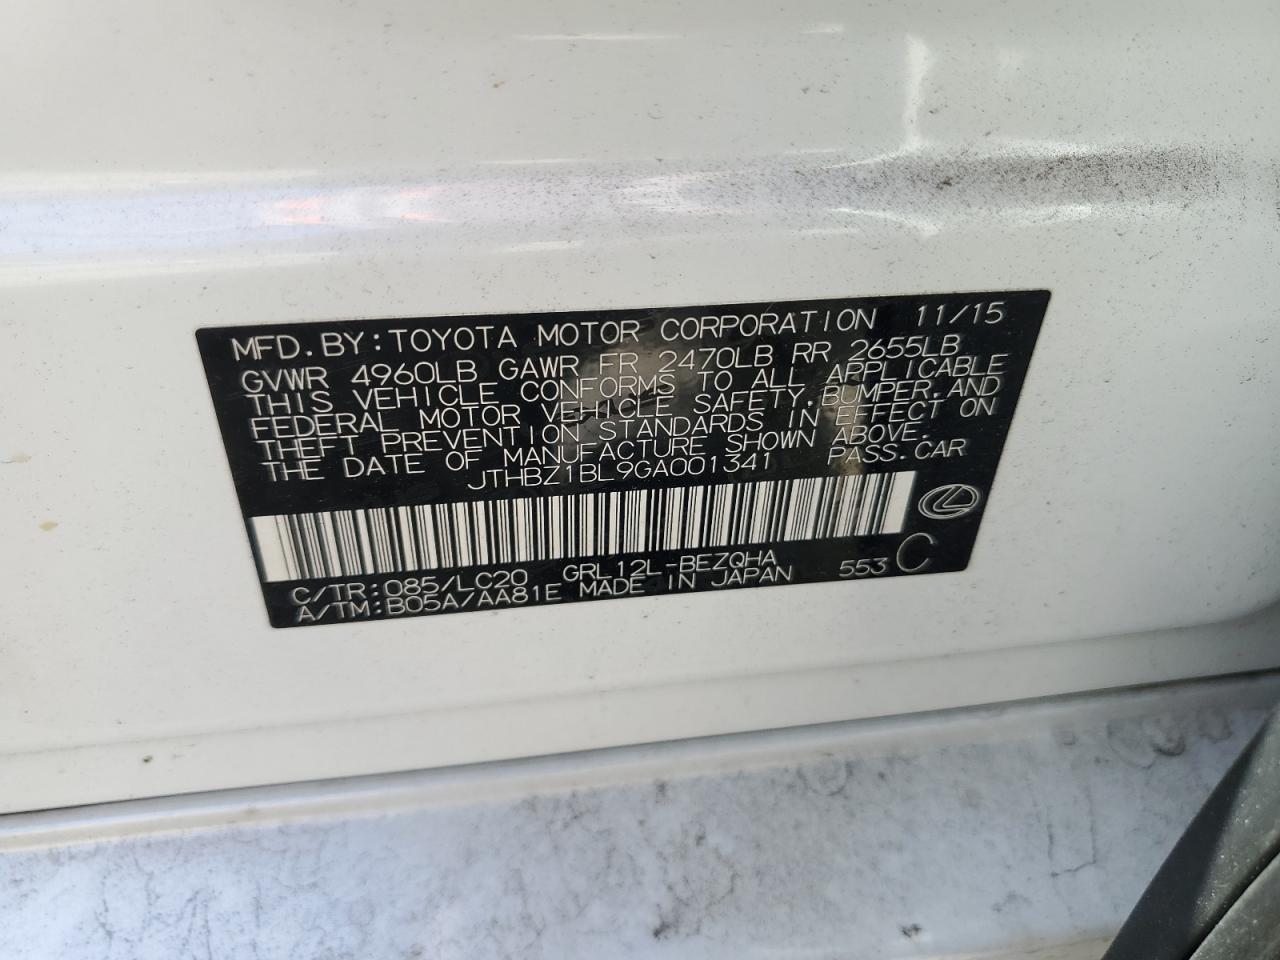 MFD.BY:TOYOTA MOTOR CORPORATION 11/15
GVWR 4960LB GAWR FR 2470LB RR 2655LB
THIS VEHICLE CONFORMS TO ALL APPLICABLE
FEDERAL MOTOR VEHICLE SAFETY,BUMPER,AND
THEFT PREVENTION STANDARDS IN EFFECT ON
THE DATE OF MANUFACTURE SHOWN ABOVE.
JTHBZ1BL9GA001341 PASS.CAR
C/TR:085/LC20 GRL12L-BEZQHA 553 C
A/TM:B05A/AA81E MADE IN JAPAN